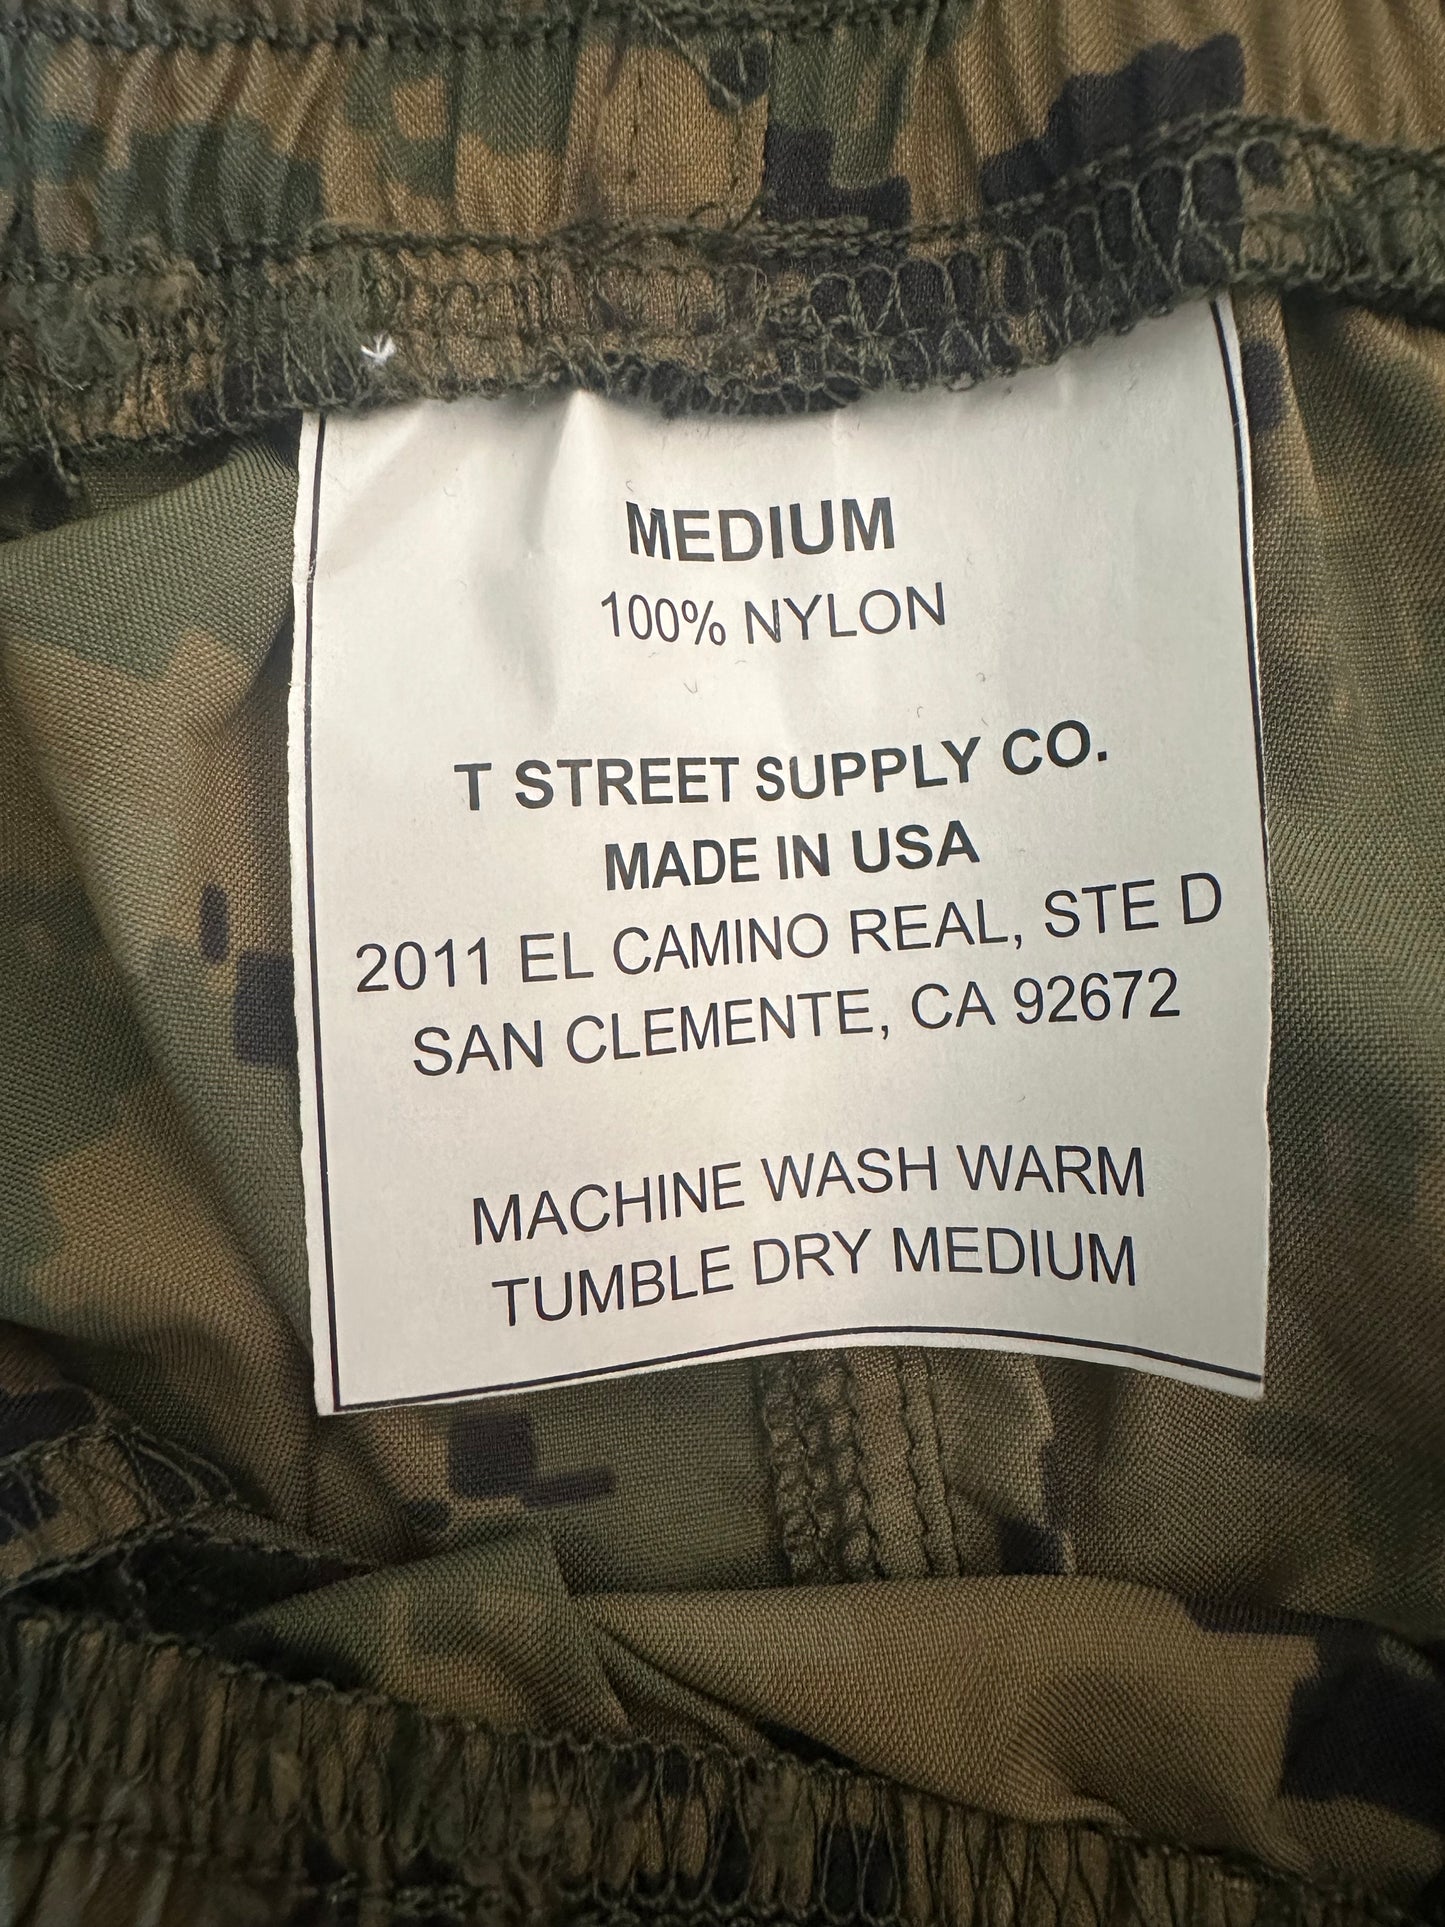 MEDIUM
100% NYLON
T STREET SUPPLY CO.
MADE IN USA
2011 EL CAMINO REAL, STE D
SAN CLEMENTE, CA 92672
MACHINE WASH WARM
TUMBLE DRY MEDIUM